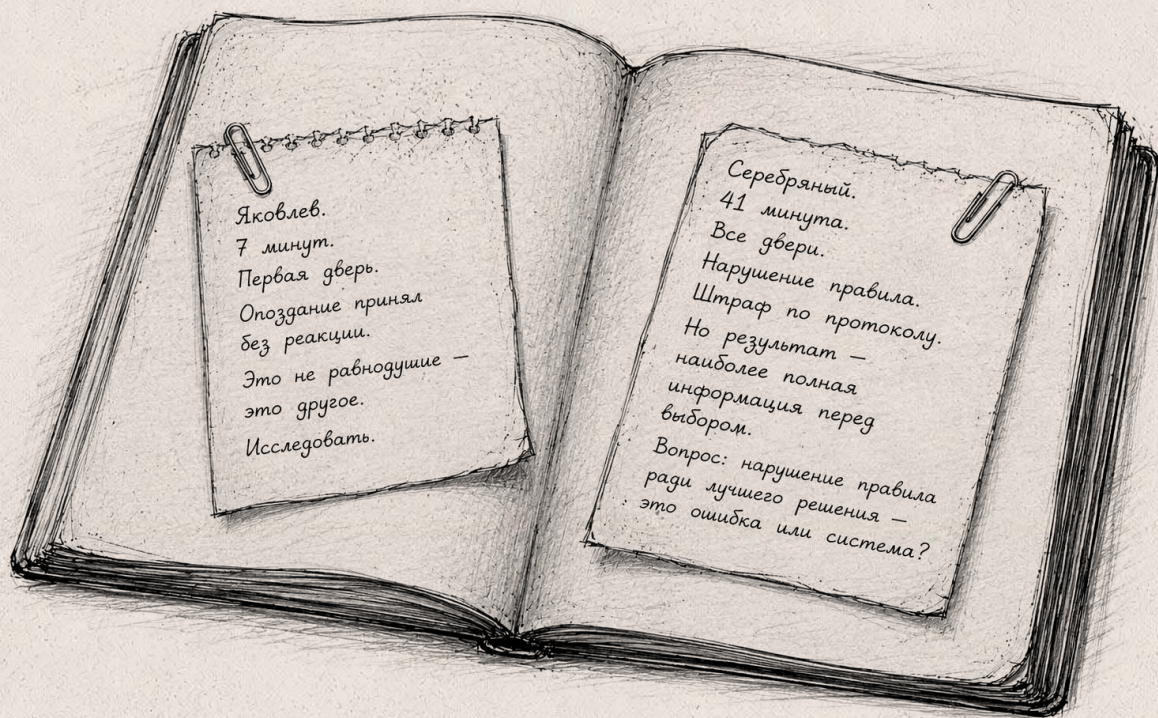 Яковлев.
7 минут.
Первая дверь.
Опоздание принял
без реакции.
Это не равнодушие —
это другое.
Исследовать.
Серебряный.
41 минута.
Все двери.
Нарушение правила.
Штраф по протоколу.
Но результат —
наиболее полная
информация перед
выбором.
Вопрос: нарушение правила
ради лучшего решения —
это ошибка или система?